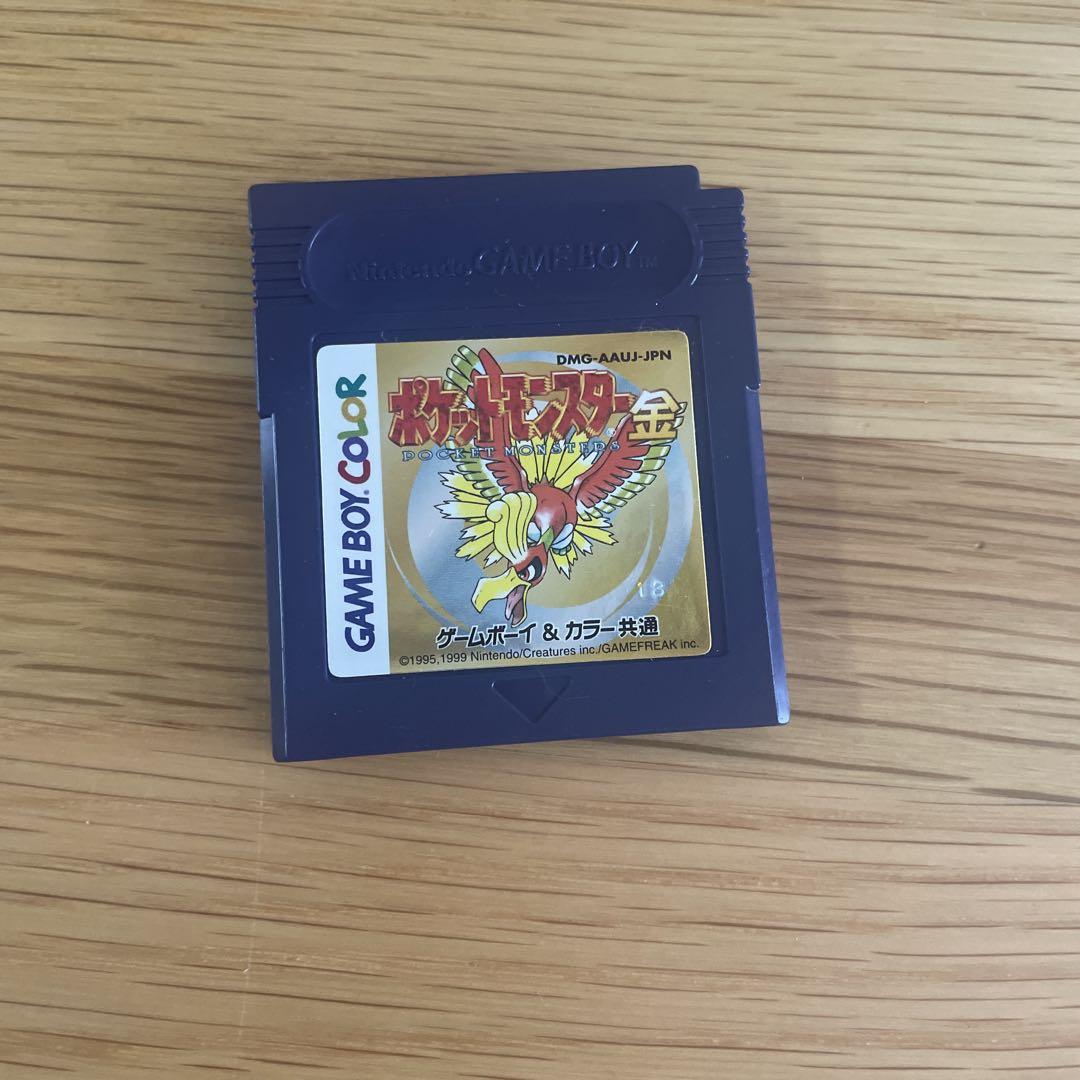 Nintendo GAME BOY TM
DMG-AAUJ-JPN
ポケットモンスター金
POCKET MONSTERS
GAME BOY COLOR
18
ゲームボーイ & カラー共通
©1995,1999 Nintendo/Creatures inc./GAMEFREAK inc.